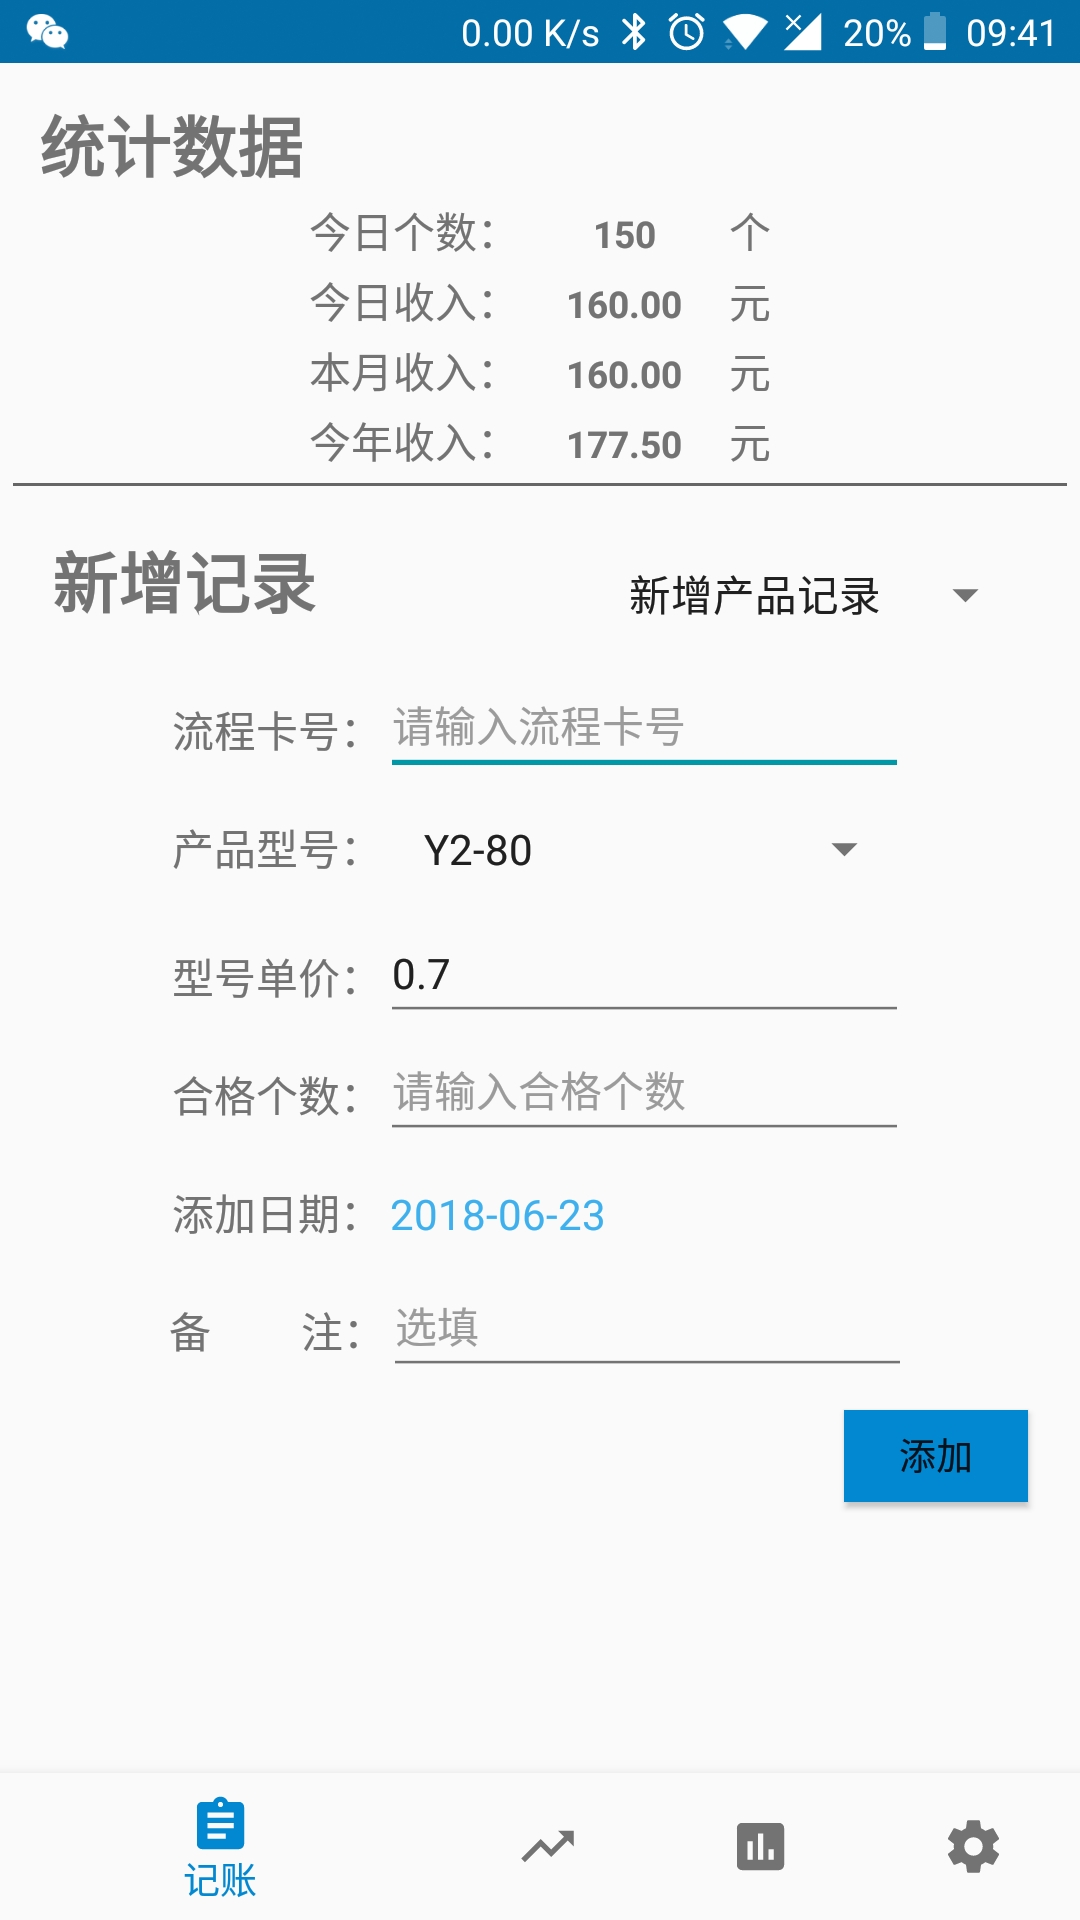 0.00 K/s 20% 09:41
统计数据
今日个数： 150 个
今日收入： 160.00 元
本月收入： 160.00 元
今年收入： 177.50 元
新增记录 新增产品记录
流程卡号： 请输入流程卡号
产品型号： Y2-80
型号单价： 0.7
合格个数： 请输入合格个数
添加日期： 2018-06-23
备 注： 选填
添加
记账